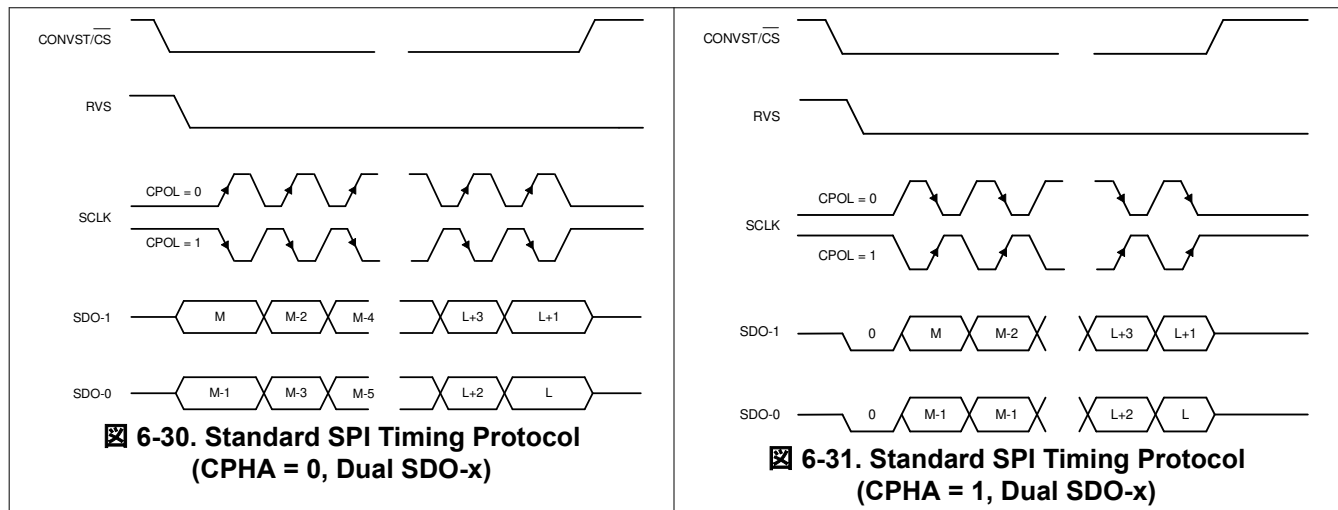 CONVST/CS
RVS
CPOL = 0
SCLK
CPOL = 1
SDO-1 M M-2 M-4 L+3 L+1
SDO-0 M-1 M-3 M-5 L+2 L
図 6-30. Standard SPI Timing Protocol
(CPHA = 0, Dual SDO-x)
CONVST/CS
RVS
CPOL = 0
SCLK
CPOL = 1
SDO-1 0 M M-2 L+3 L+1
SDO-0 0 M-1 M-1 L+2 L
図 6-31. Standard SPI Timing Protocol
(CPHA = 1, Dual SDO-x)